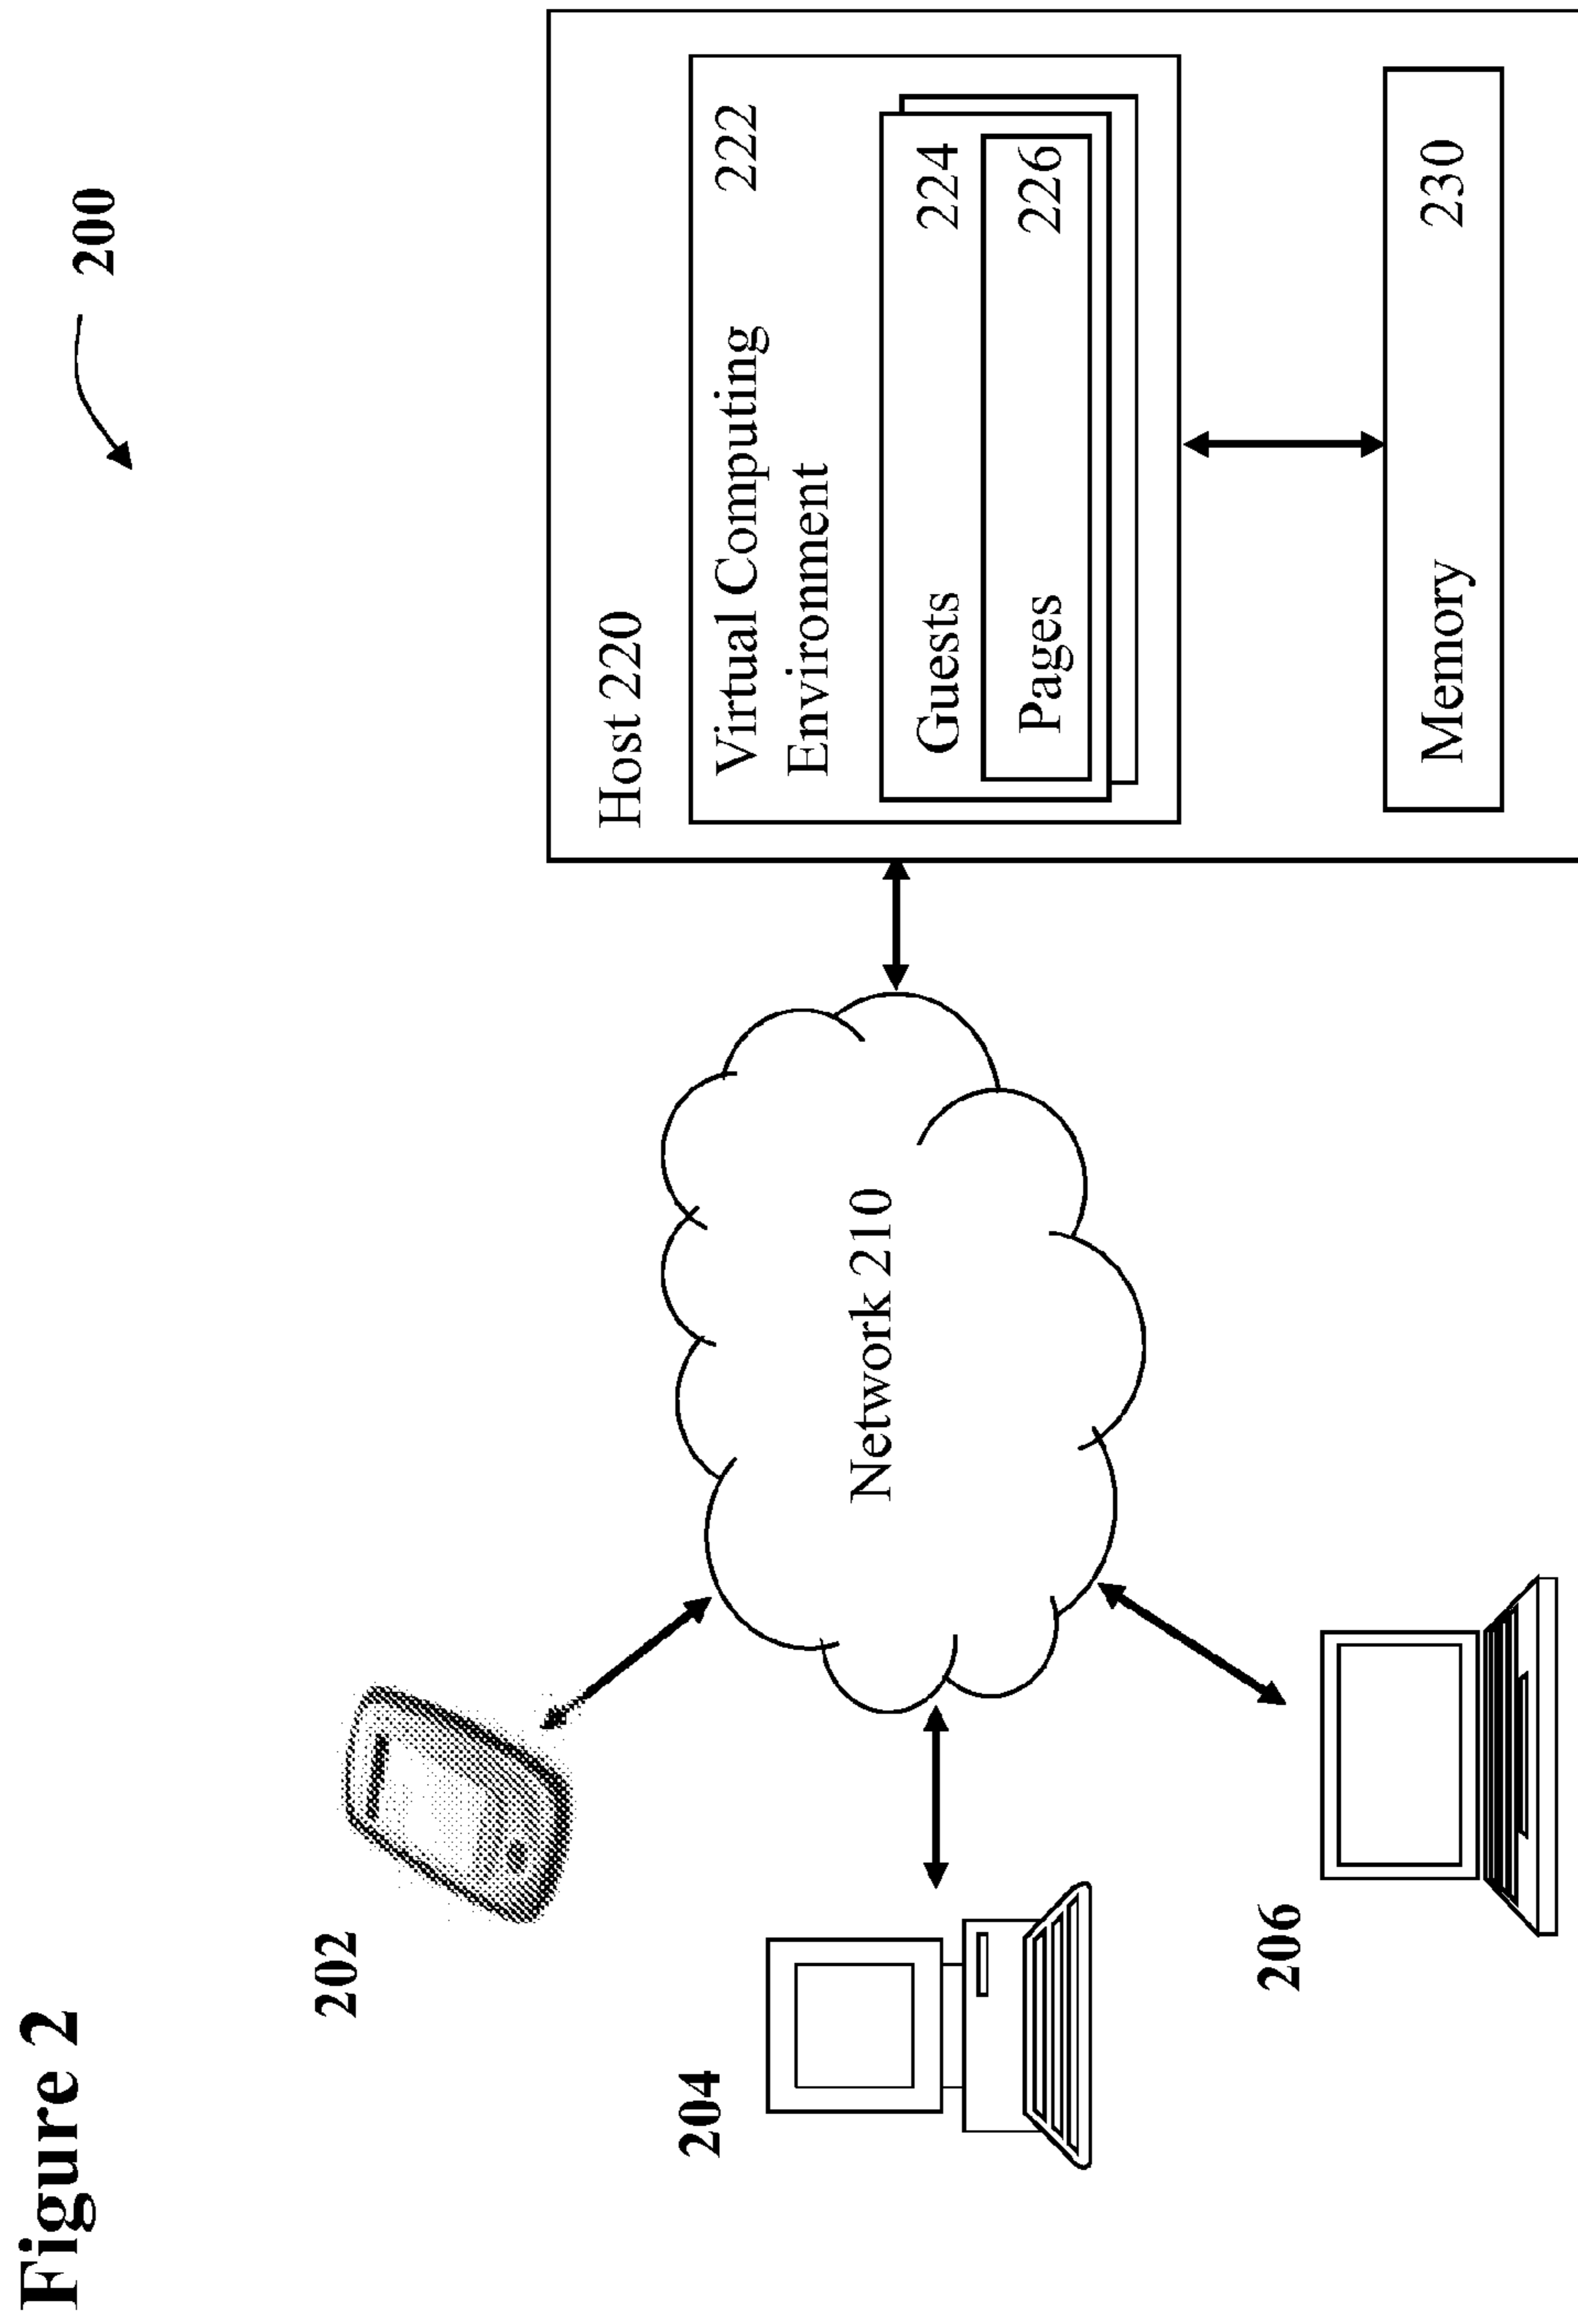 Figure 2
200
202
204
206
Network 210
Host 220
Virtual Computing 222
Environment
Guests 224
Pages 226
Memory 230